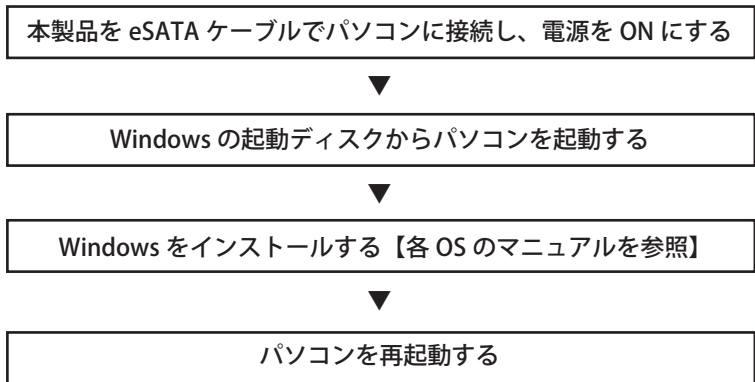 本製品を eSATA ケーブルでパソコンに接続し、電源を ON にする
▼
Windows の起動ディスクからパソコンを起動する
▼
Windows をインストールする【各 OS のマニュアルを参照】
▼
パソコンを再起動する